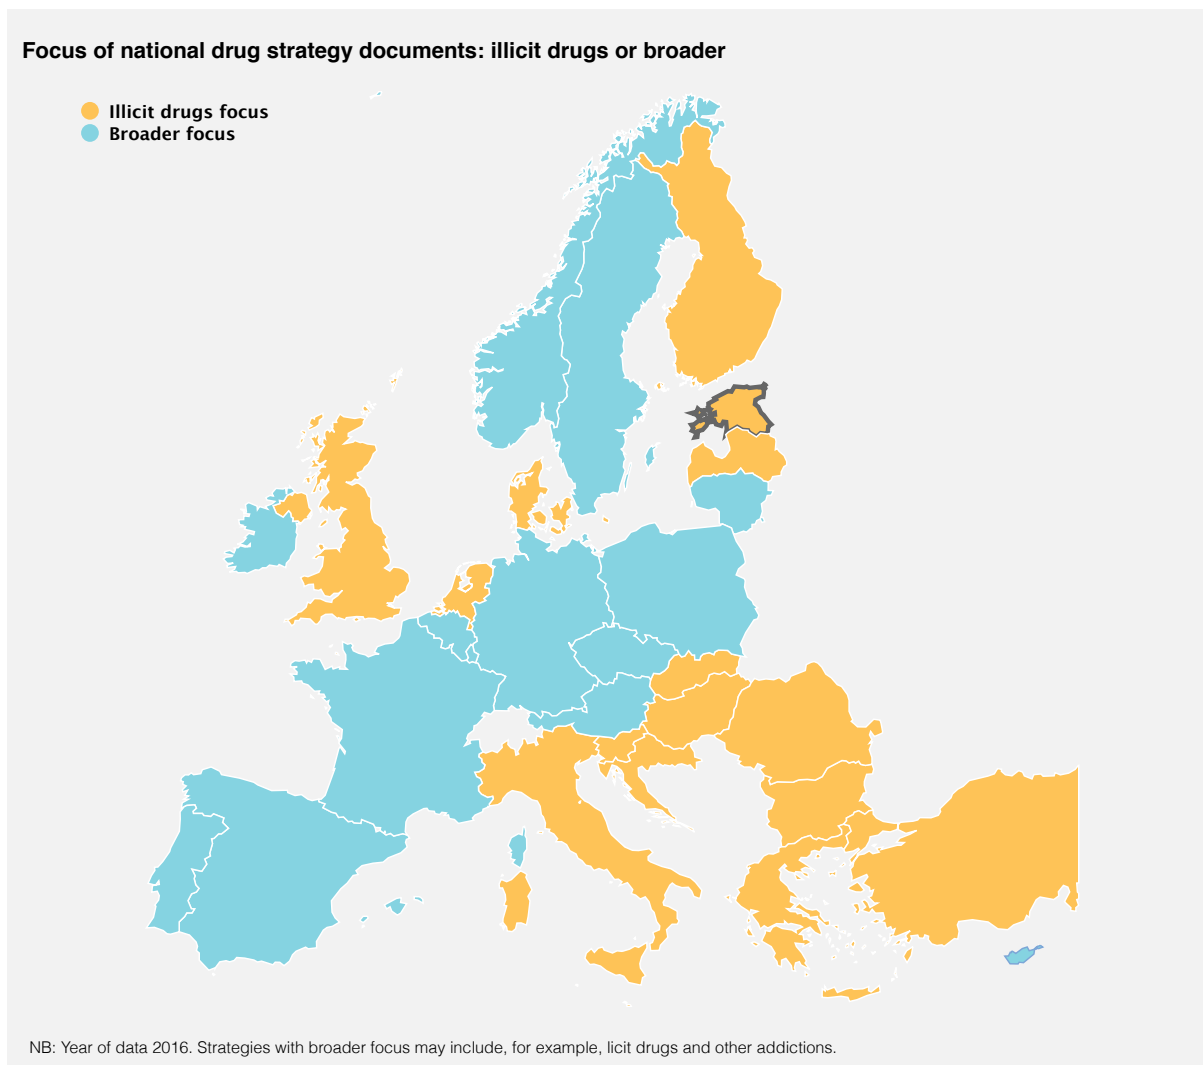 Focus of national drug strategy documents: illicit drugs or broader
Illicit drugs focus
Broader focus
NB: Year of data 2016. Strategies with broader focus may include, for example, licit drugs and other addictions.